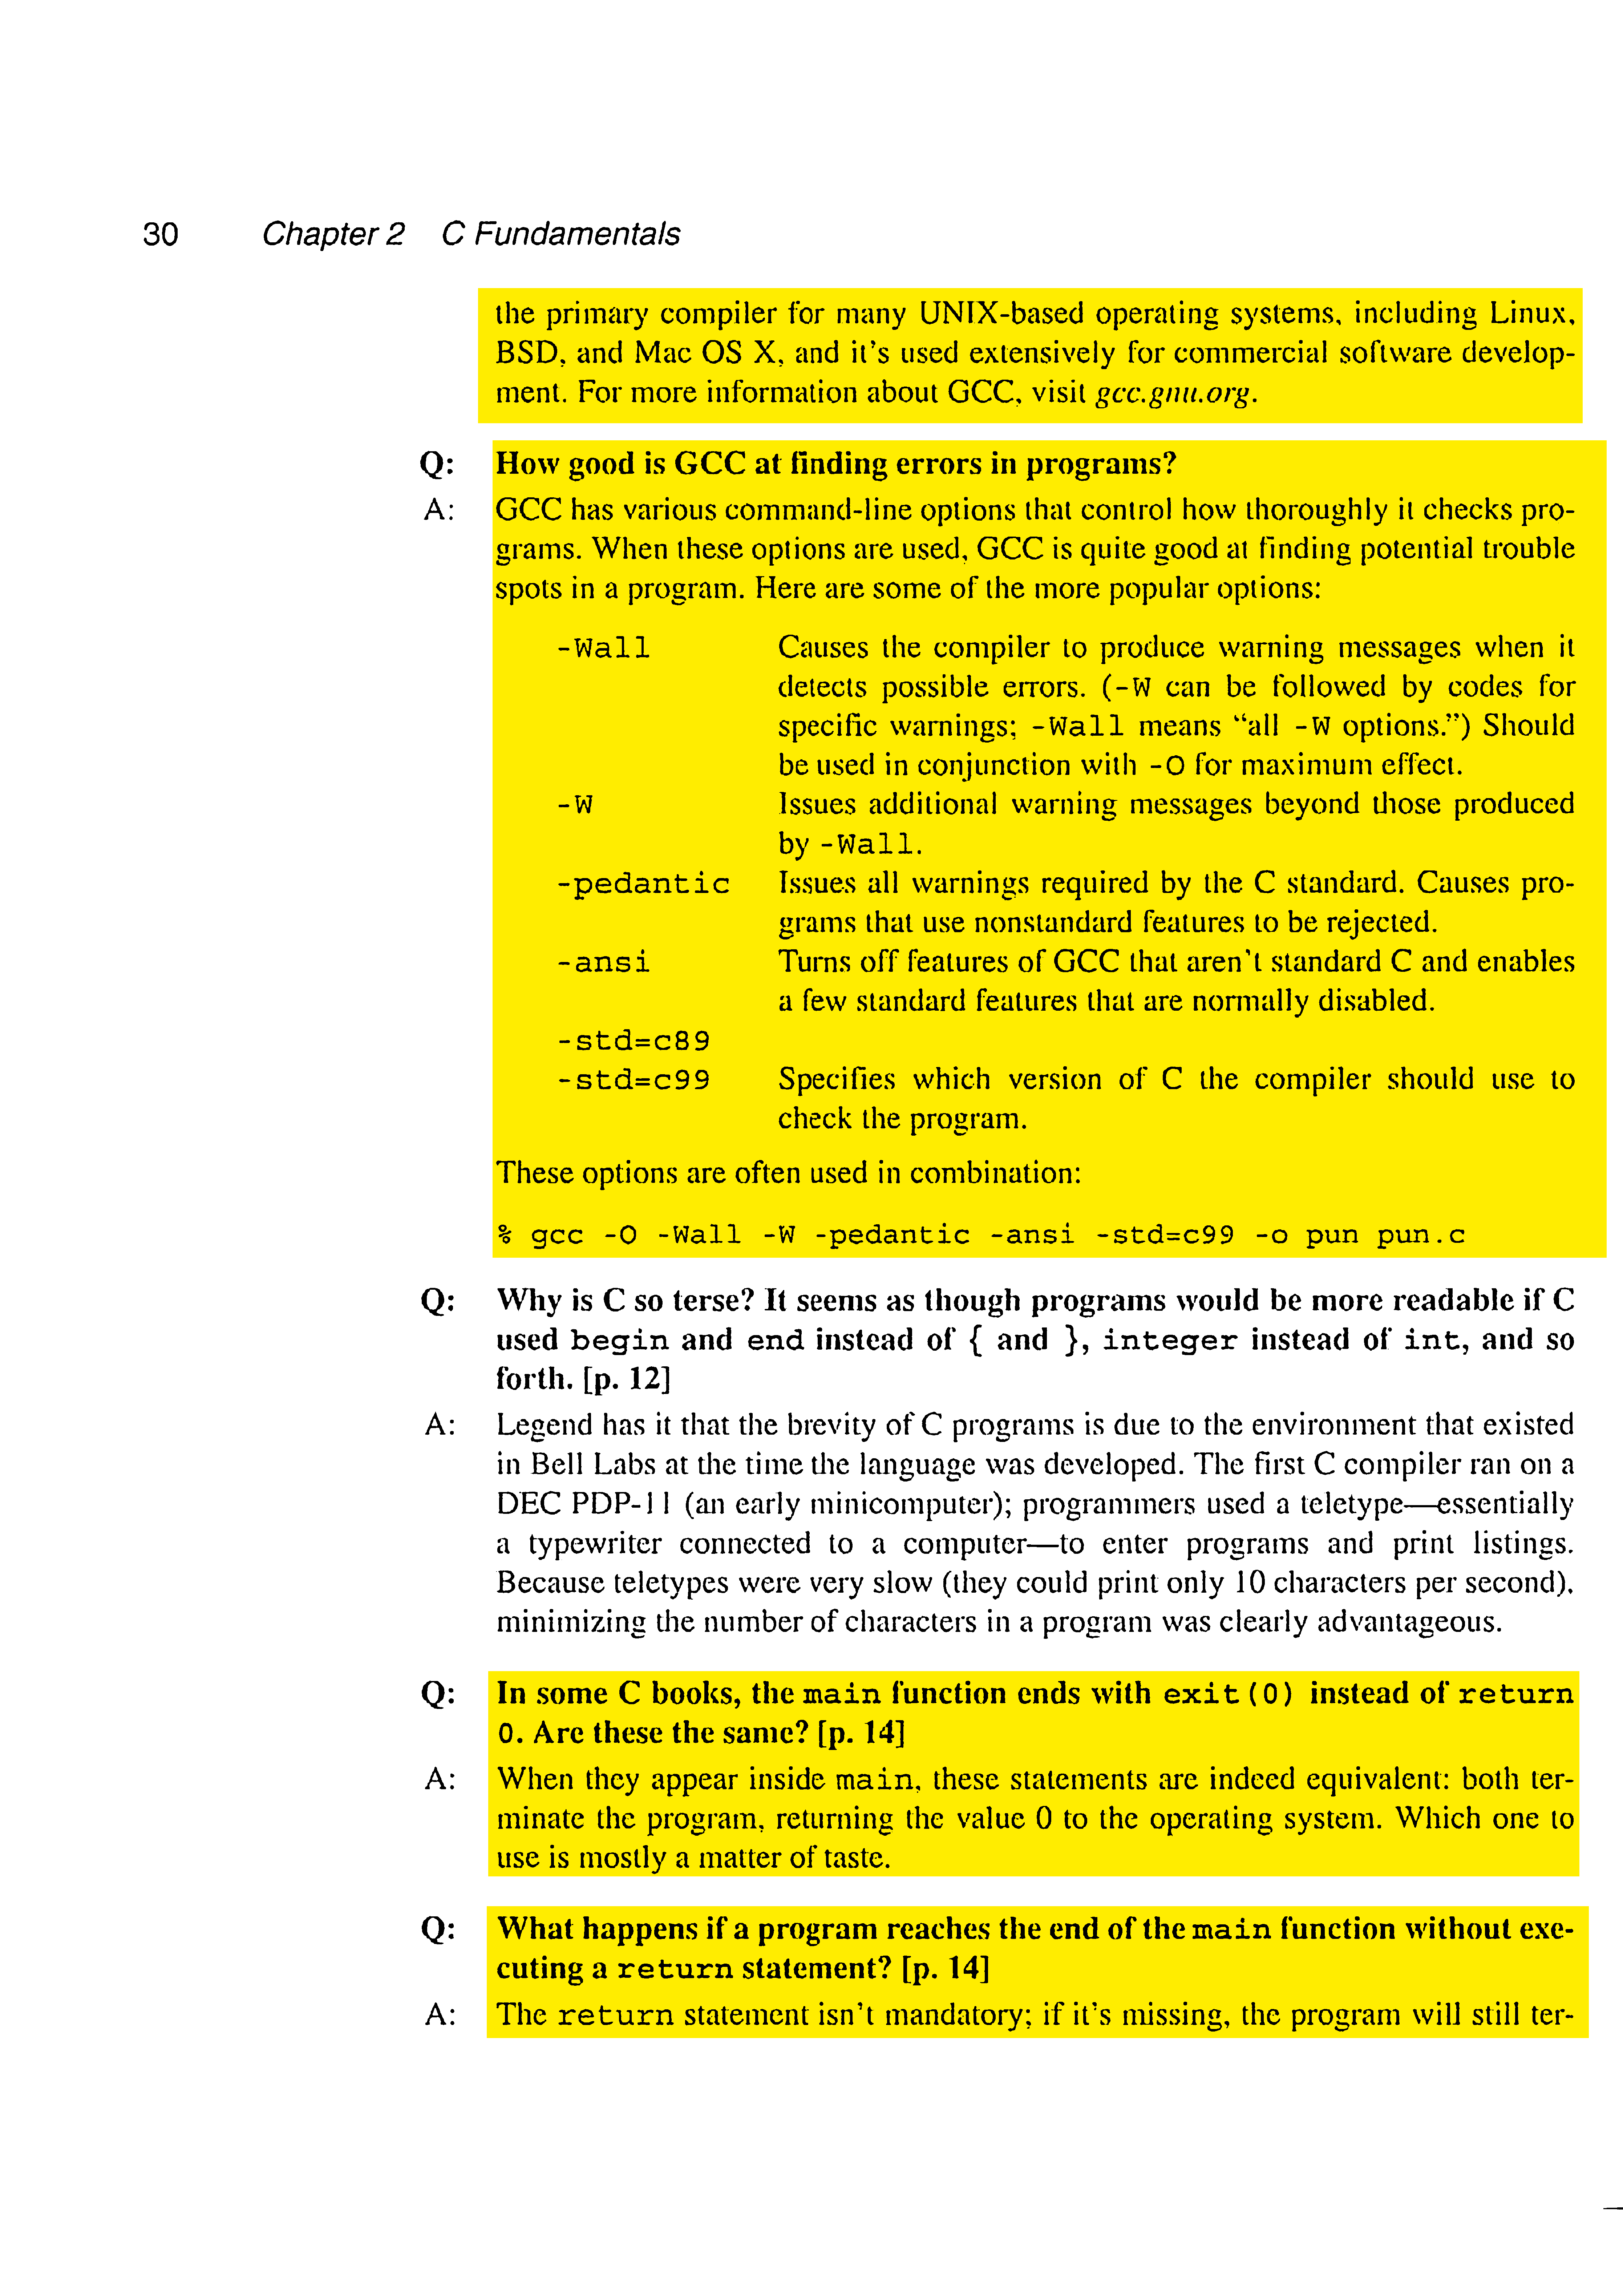 30 Chapter 2 C Fundamentals
the primary compiler for many UNIX-based operating systems, including Linux,
BSD, and Mac OS X, and it's used extensively for commercial software develop-
ment. For more information about GCC, visit gcc.gnu.org.
Q: How good is GCC at finding errors in programs?
A: GCC has various command-line options that control how thoroughly it checks pro-
grams. When these options are used, GCC is quite good at finding potential trouble
spots in a program. Here are some of the more popular options:
-Wall Causes the compiler to produce warning messages when it
detects possible errors. (-W can be followed by codes for
specific warnings; -Wall means “all -W options.”) Should
be used in conjunction with -O for maximum effect.
-W Issues additional warning messages beyond those produced
by -Wall.
-pedantic Issues all warnings required by the C standard. Causes pro-
grams that use nonstandard features to be rejected.
-ansi Turns off features of GCC that aren't standard C and enables
a few standard features that are normally disabled.
-std=c89
-std=c99 Specifies which version of C the compiler should use to
check the program.
These options are often used in combination:
% gcc -O -Wall -W -pedantic -ansi -std=c99 -o pun pun.c
Q: Why is C so terse? It seems as though programs would be more readable if C
used begin and end instead of { and }, integer instead of int, and so
forth. [p. 12]
A: Legend has it that the brevity of C programs is due to the environment that existed
in Bell Labs at the time the language was developed. The first C compiler ran on a
DEC PDP-11 (an early minicomputer); programmers used a teletype—essentially
a typewriter connected to a computer—to enter programs and print listings.
Because teletypes were very slow (they could print only 10 characters per second),
minimizing the number of characters in a program was clearly advantageous.
Q: In some C books, the main function ends with exit(0) instead of return
0. Are these the same? [p. 14]
A: When they appear inside main, these statements are indeed equivalent: both ter-
minate the program, returning the value 0 to the operating system. Which one to
use is mostly a matter of taste.
Q: What happens if a program reaches the end of the main function without exe-
cuting a return statement? [p. 14]
A: The return statement isn't mandatory; if it's missing, the program will still ter-